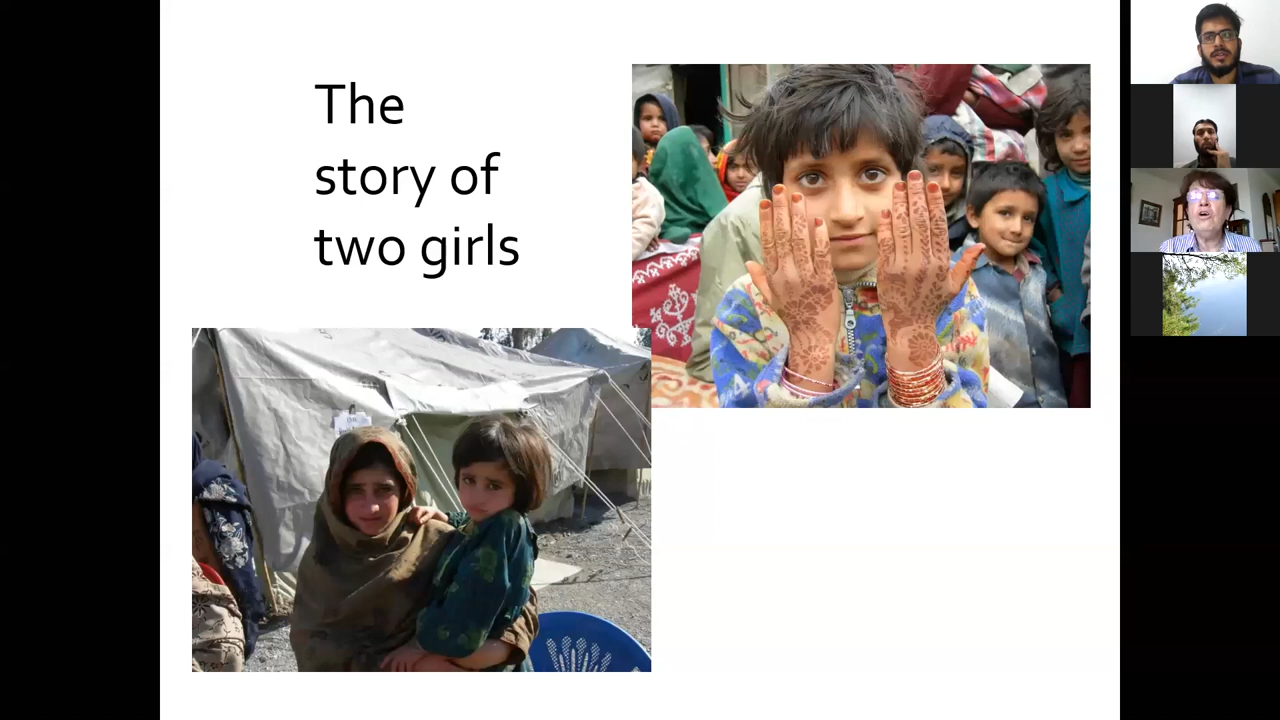 The
story of
two girls